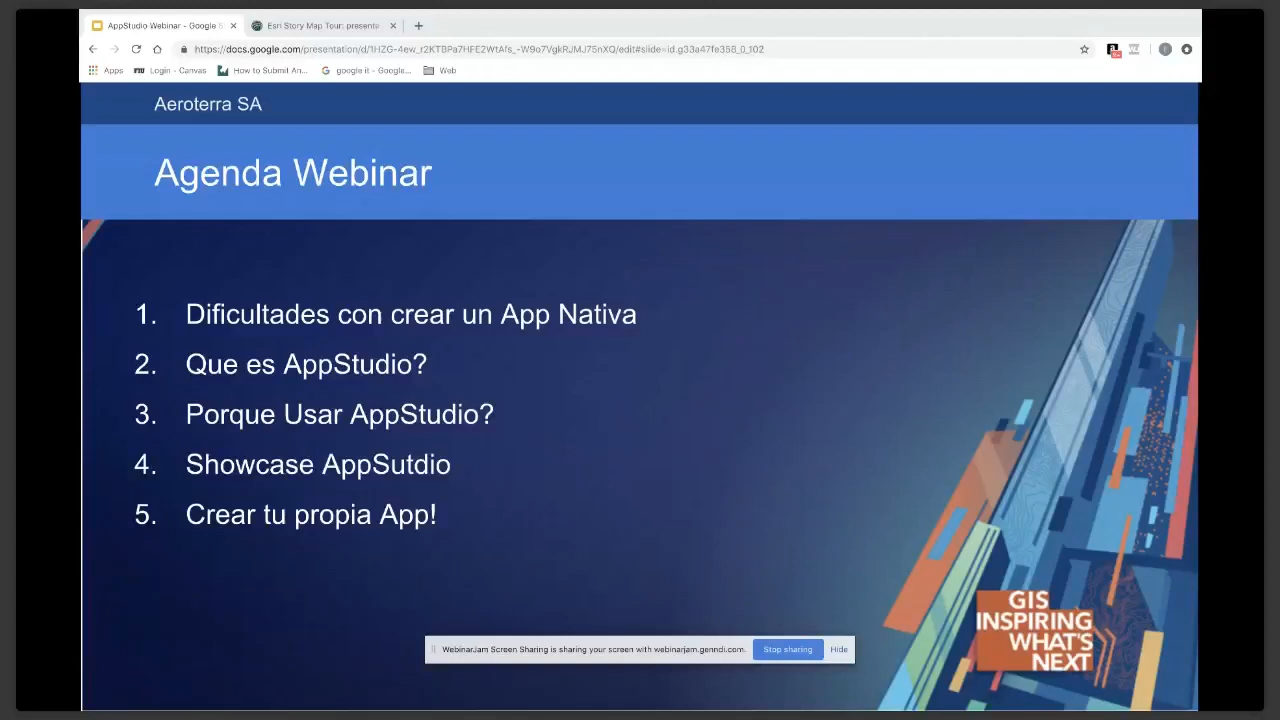 AppStudio Webinar - Google S
Esri Story Map Tour: presente
https://docs.google.com/presentation/d/1HZG-4ew_r2KTBPa7HFE2WtAfs_-W9o7VgkRJMJ75nXQ/edit#slide=id.g33a47fe368_0_102
Apps
FIU Login - Canvas
How to Submit An...
google it - Google...
Web
Aeroterra SA
Agenda Webinar
1. Dificultades con crear un App Nativa
2. Que es AppStudio?
3. Porque Usar AppStudio?
4. Showcase AppSutdio
5. Crear tu propia App!
GIS
INSPIRING
WHAT'S
NEXT
WebinarJam Screen Sharing is sharing your screen with webinarjam.genndi.com.
Stop sharing
Hide